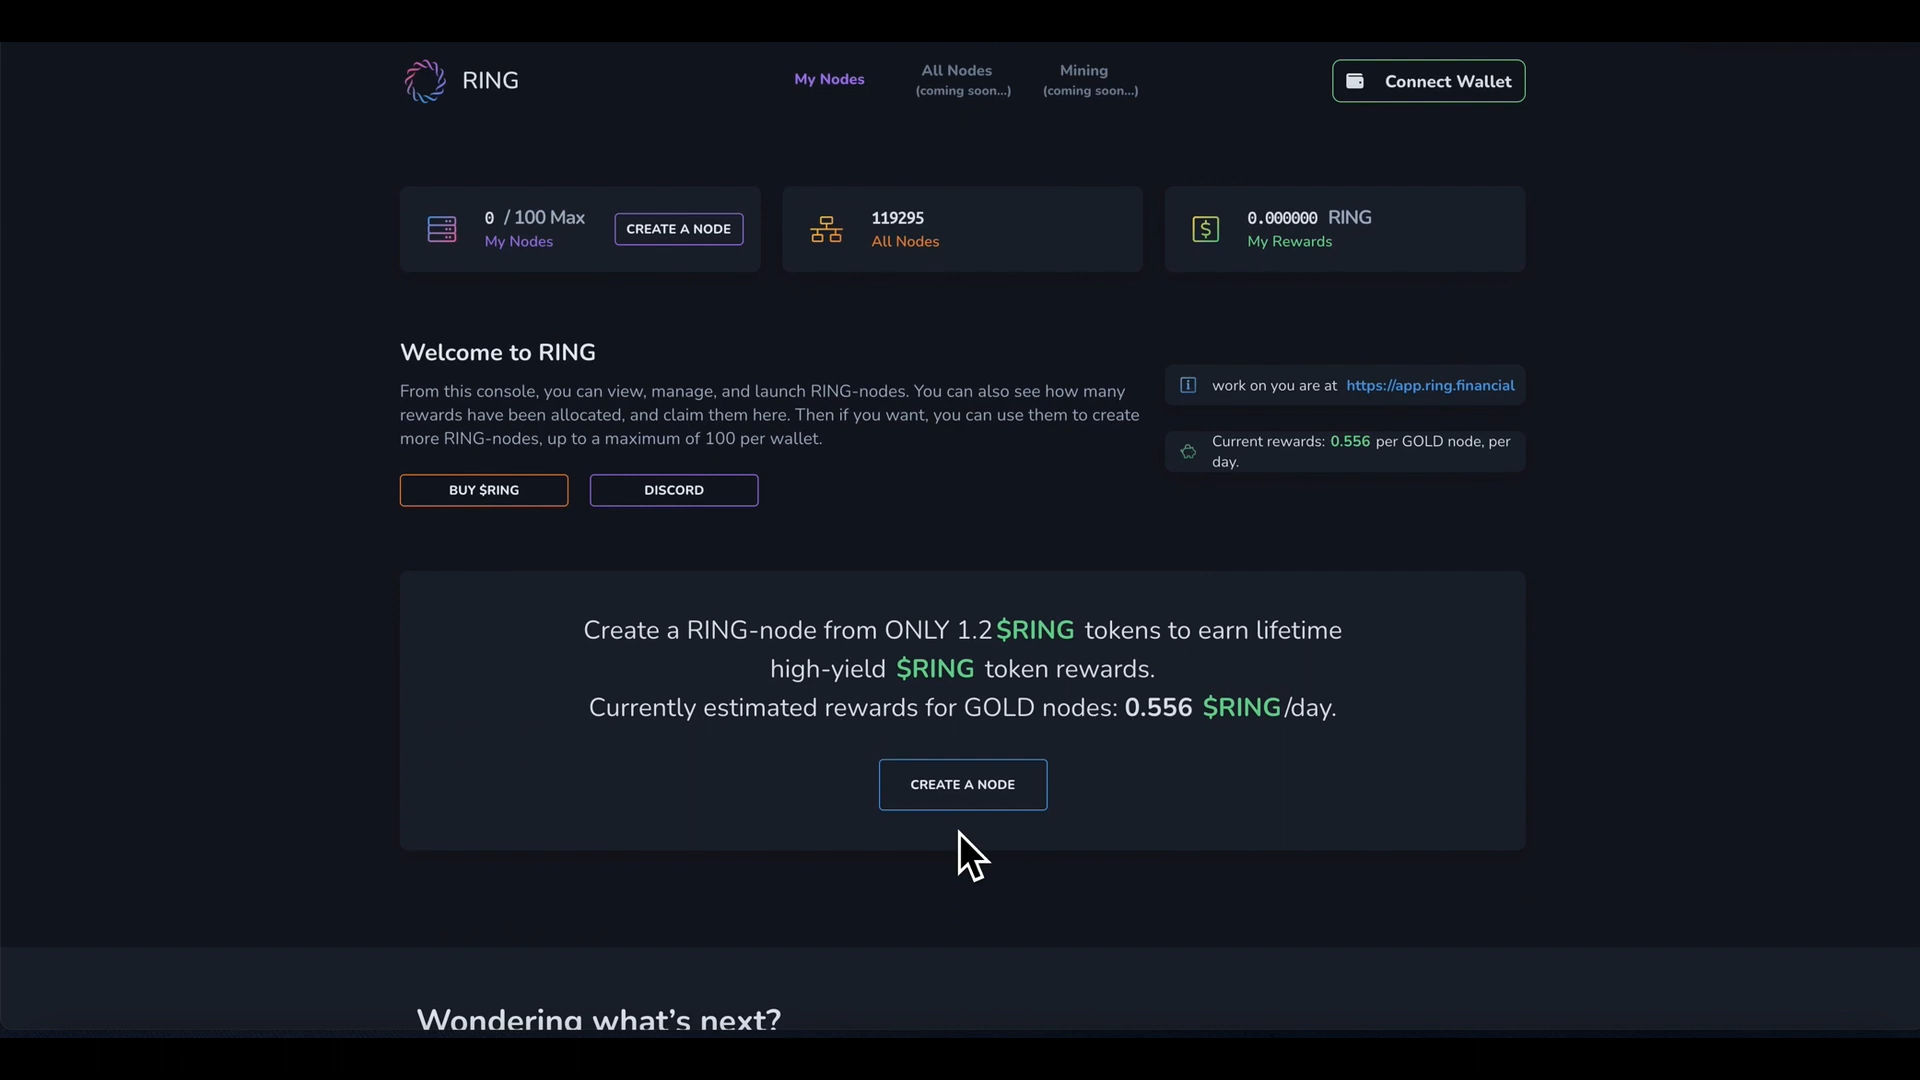 RING
My Nodes
All Nodes
(coming soon...)
Mining
(coming soon...)
Connect Wallet
0 / 100 Max
My Nodes
CREATE A NODE
119295
All Nodes
0.000000 RING
My Rewards
Welcome to RING
From this console, you can view, manage, and launch RING-nodes. You can also see how many
rewards have been allocated, and claim them here. Then if you want, you can use them to create
more RING-nodes, up to a maximum of 100 per wallet.
BUY $RING
DISCORD
work on you are at https://app.ring.financial
Current rewards: 0.556 per GOLD node, per
day.
Create a RING-node from ONLY 1.2 $RING tokens to earn lifetime
high-yield $RING token rewards.
Currently estimated rewards for GOLD nodes: 0.556 $RING/day.
CREATE A NODE
Wondering what's next?